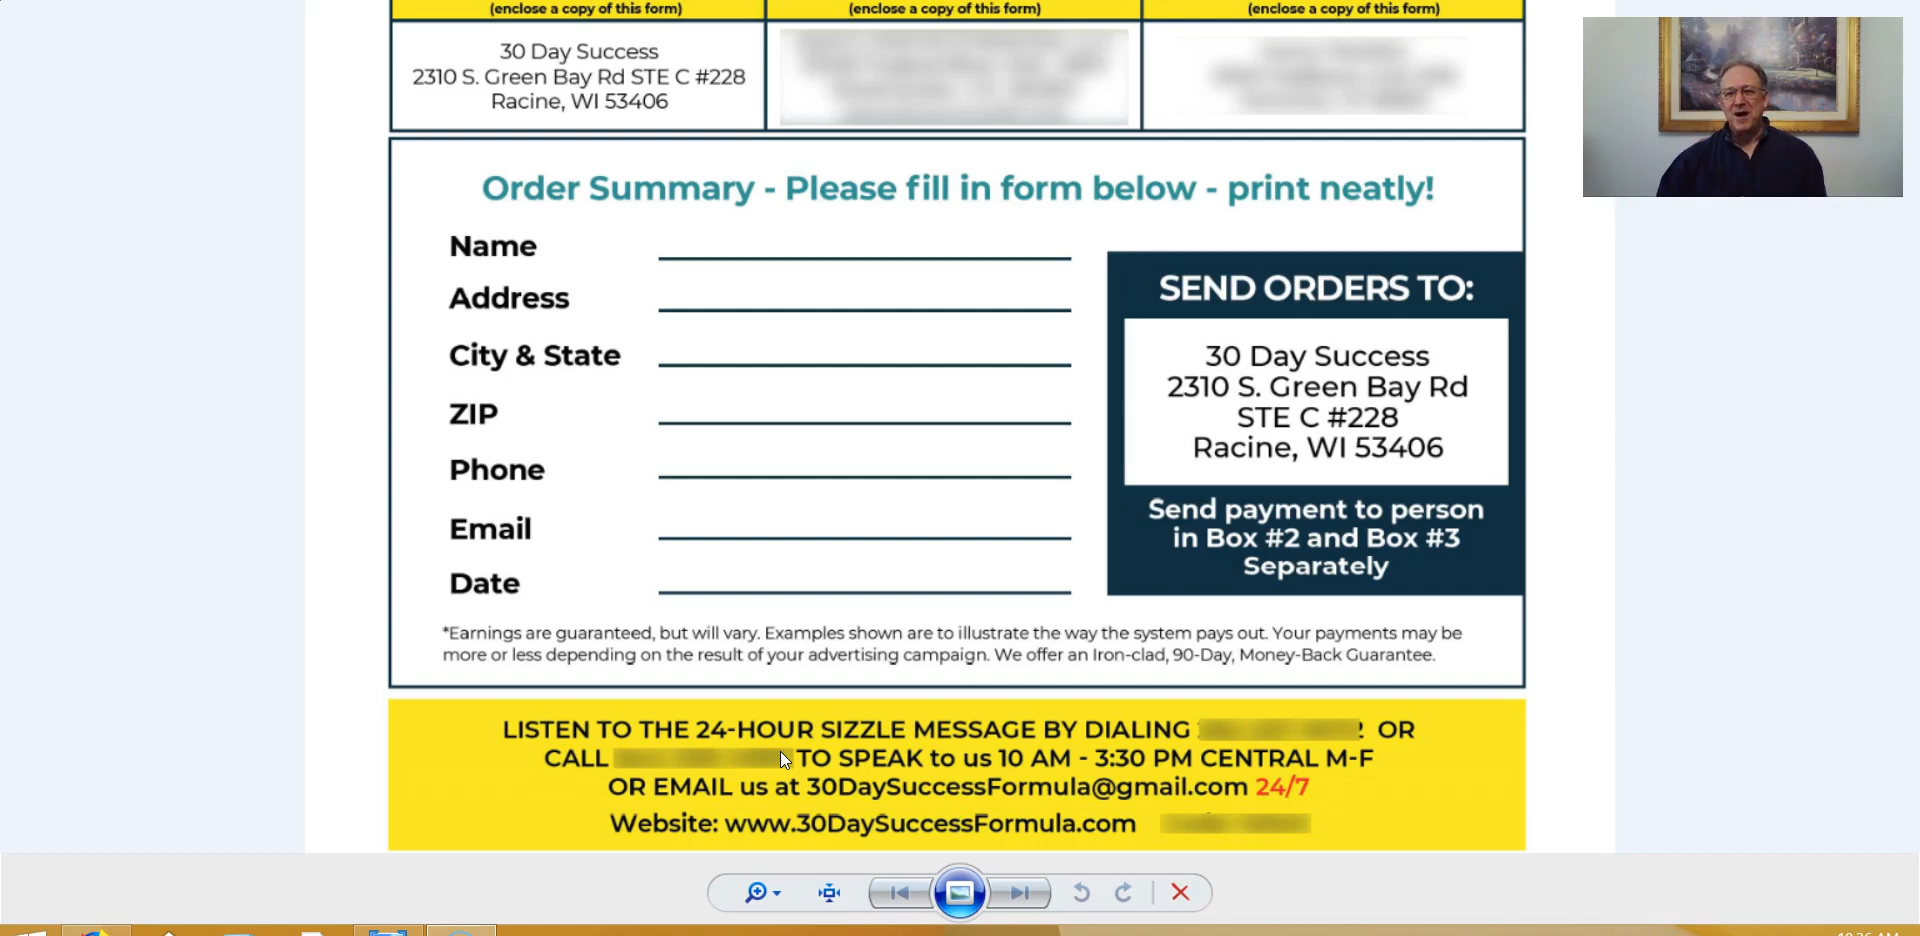 (enclose a copy of this form)
(enclose a copy of this form)
(enclose a copy of this form)
30 Day Success
2310 S. Green Bay Rd STE C #228
Racine, WI 53406
Order Summary - Please fill in form below - print neatly!
Name
Address
City & State
ZIP
Phone
Email
Date
SEND ORDERS TO:
30 Day Success
2310 S. Green Bay Rd
STE C #228
Racine, WI 53406
Send payment to person
in Box #2 and Box #3
Separately
*Earnings are guaranteed, but will vary. Examples shown are to illustrate the way the system pays out. Your payments may be
more or less depending on the result of your advertising campaign. We offer an Iron-clad, 90-Day, Money-Back Guarantee.
LISTEN TO THE 24-HOUR SIZZLE MESSAGE BY DIALING OR
CALL TO SPEAK to us 10 AM - 3:30 PM CENTRAL M-F
OR EMAIL us at 30DaySuccessFormula@gmail.com 24/7
Website: www.30DaySuccessFormula.com